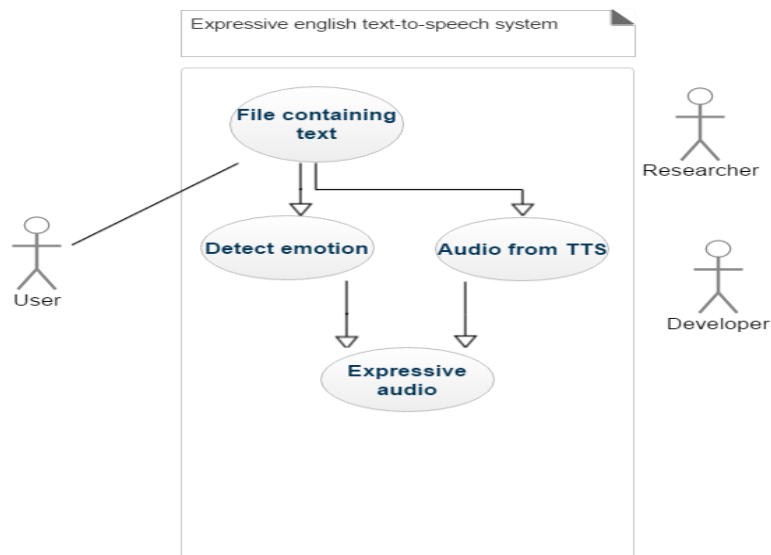 Expressive english text-to-speech system
File containing
text
Researcher
Detect emotion
Audio from TTS
User
Developer
Expressive
audio